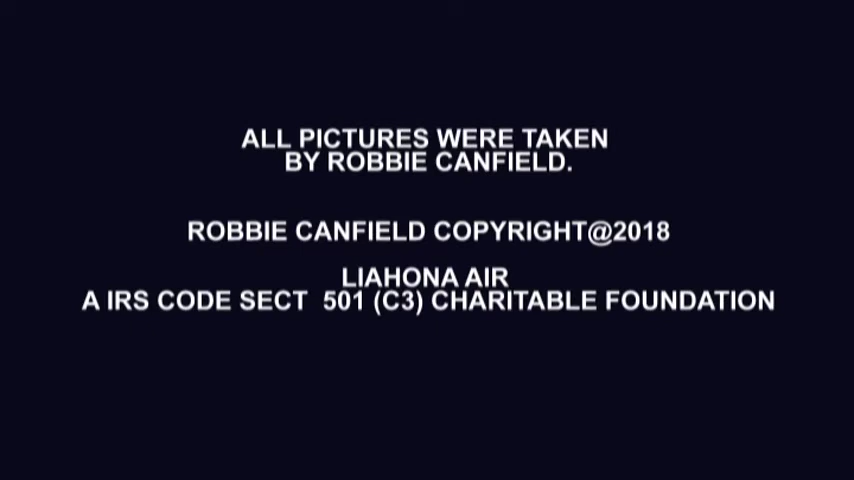 ALL PICTURES WERE TAKEN
BY ROBBIE CANFIELD.
ROBBIE CANFIELD COPYRIGHT@2018
LIAHONA AIR
A IRS CODE SECT  501 (C3) CHARITABLE FOUNDATION